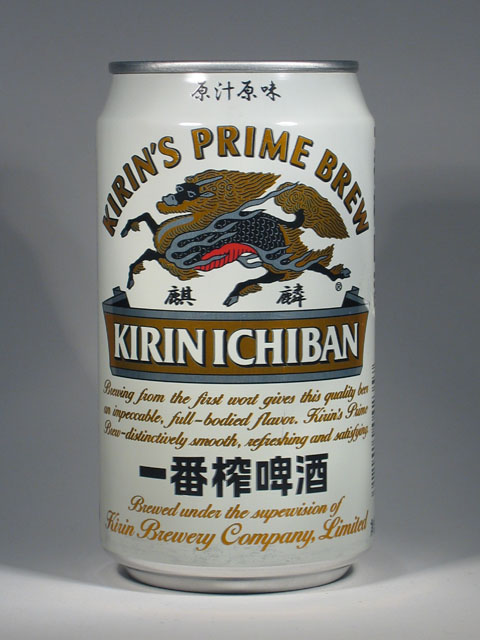 原汁原味
KIRIN'S PRIME BREW
麒 麟
®
KIRIN ICHIBAN
Brewing from the first wort gives this quality beer
an impeccable, full-bodied flavor. Kirin's Prime
Brew-distinctively smooth, refreshing and satisfying.
一番榨啤酒
Brewed under the supervision of
Kirin Brewery Company, Limited